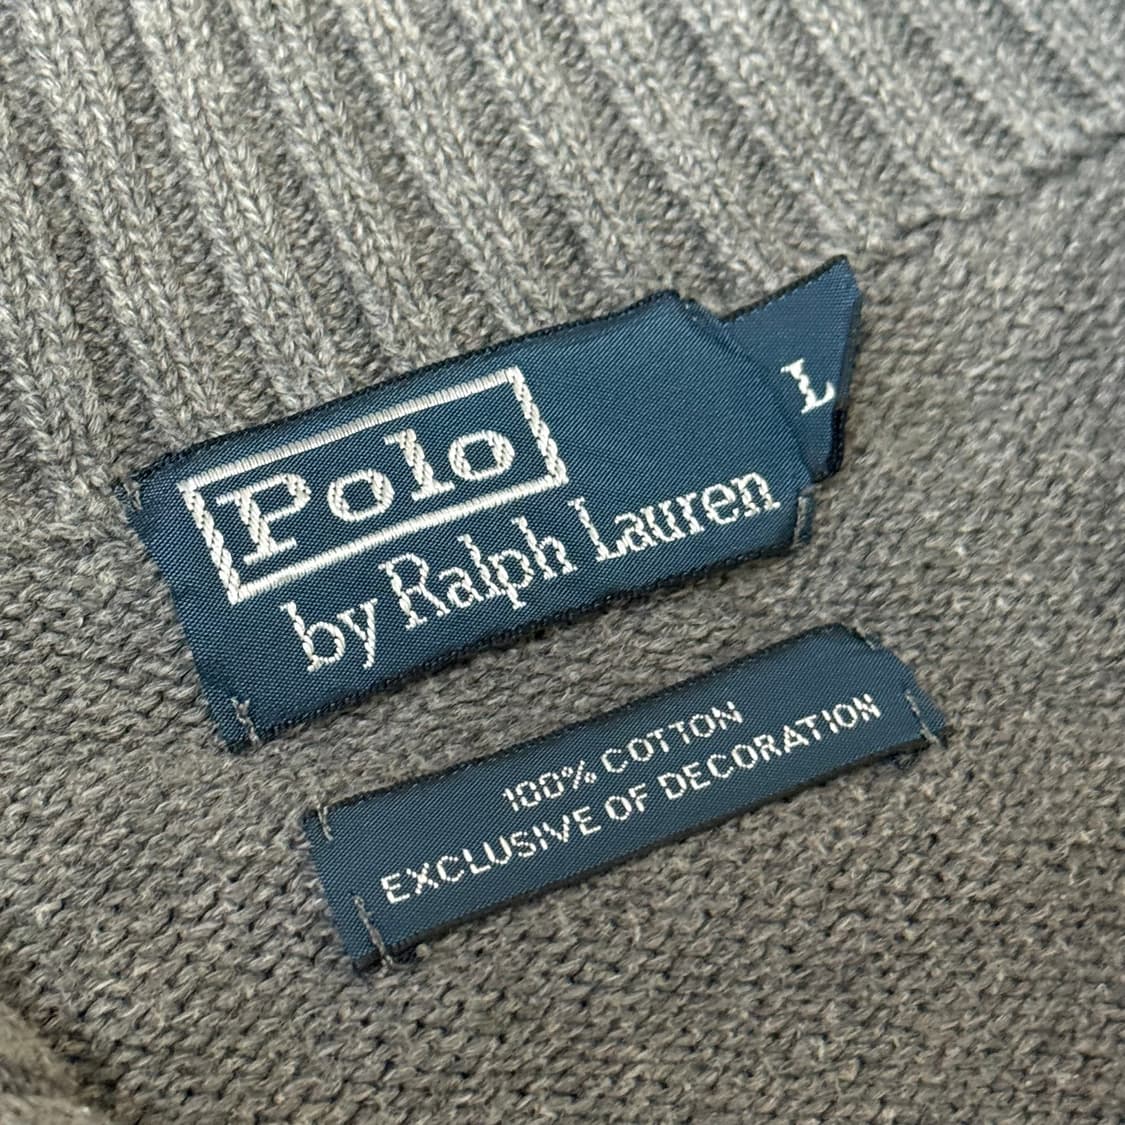 Polo
by Ralph Lauren
L
100% COTTON
EXCLUSIVE OF DECORATION